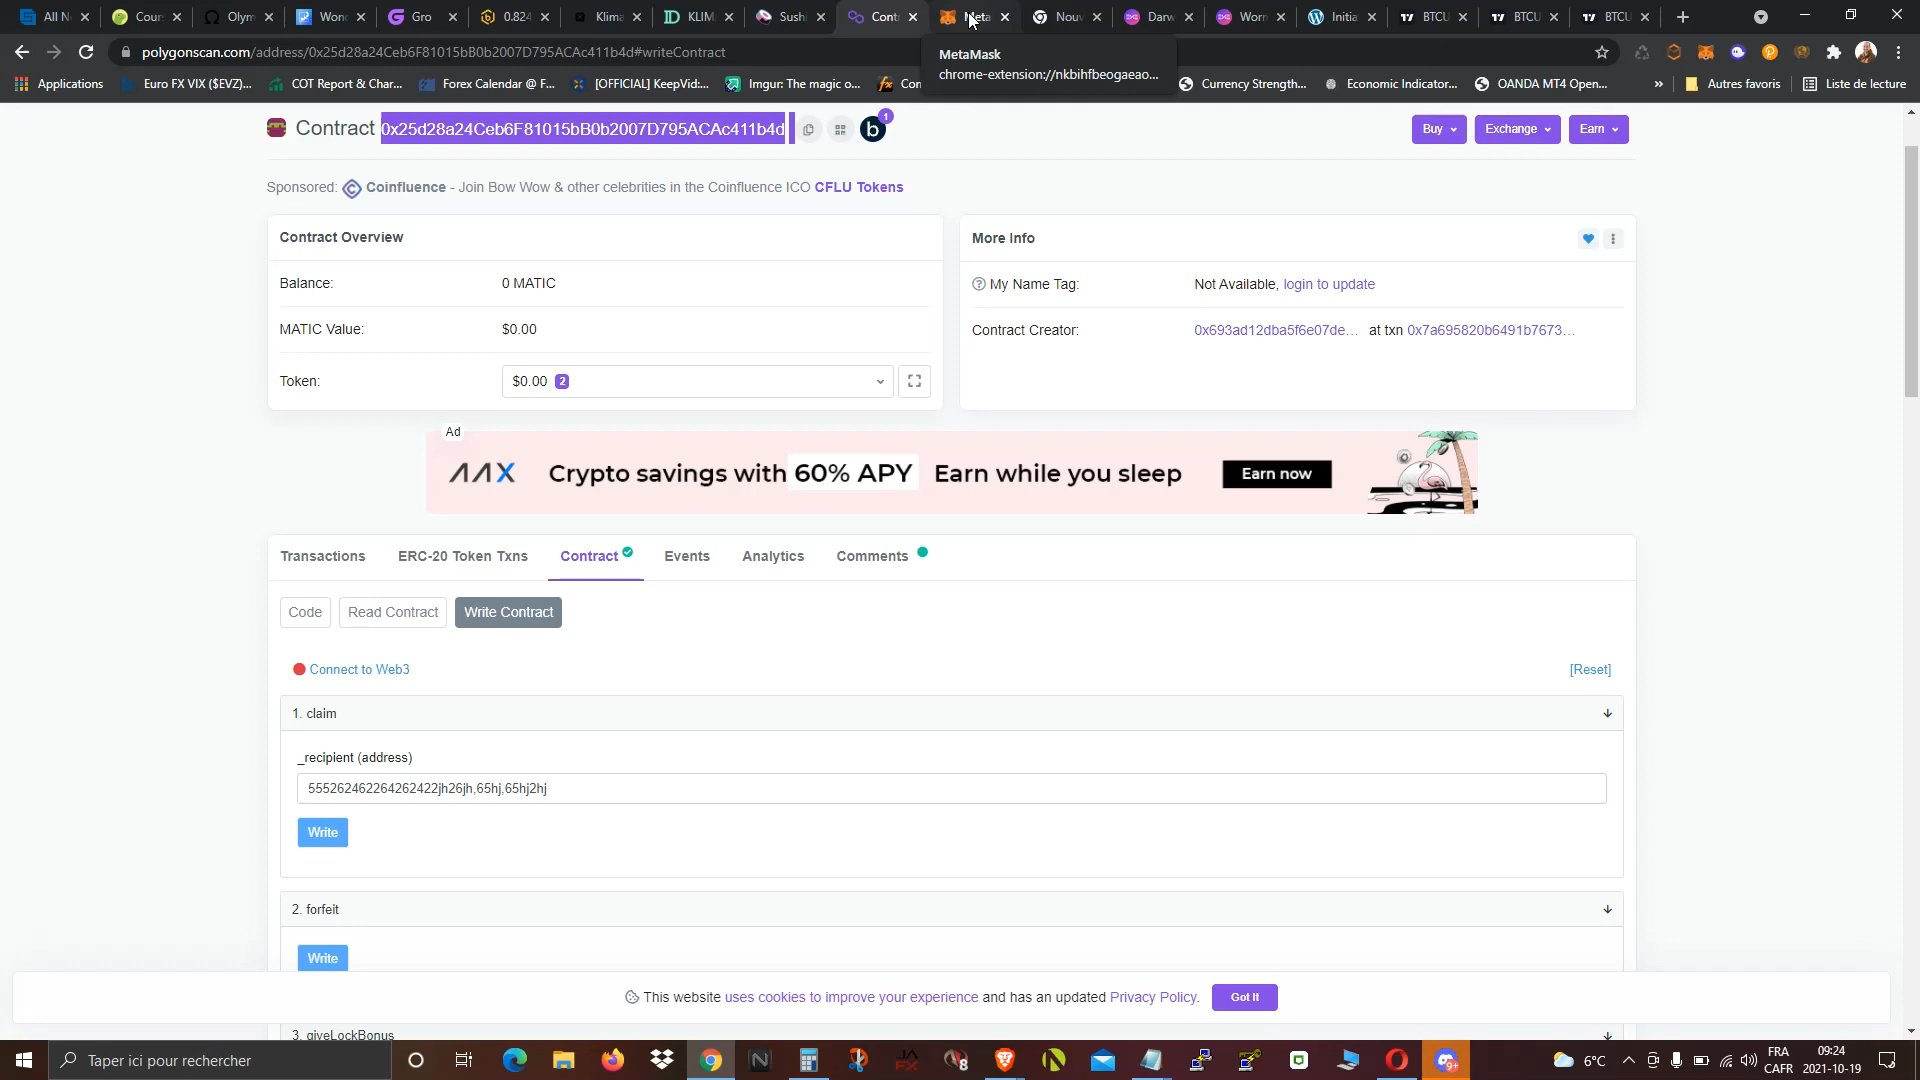 All N
Cours
Olym
Wond
Gro
0.824
Klima
KLIM
Sushi
Cont
Meta
Nouv
Darw
Worm
Initia
BTCU
BTCU
BTCU
polygonscan.com/address/0x25d28a24Ceb6F81015bB0b2007D795ACAc411b4d#writeContract
MetaMask
chrome-extension://nkbihfbeogaeao...
Applications
Euro FX VIX ($EVZ)...
COT Report & Char...
Forex Calendar @ F...
[OFFICIAL] KeepVid:...
Imgur: The magic o...
Con
Currency Strength...
Economic Indicator...
OANDA MT4 Open...
»
Autres favoris
Liste de lecture
Contract 0x25d28a24Ceb6F81015bB0b2007D795ACAc411b4d
b
1
Buy
Exchange
Earn
Sponsored: Coinfluence - Join Bow Wow & other celebrities in the Coinfluence ICO CFLU Tokens
Contract Overview
Balance: 0 MATIC
MATIC Value: $0.00
Token: $0.00 2
More Info
My Name Tag: Not Available, login to update
Contract Creator: 0x693ad12dba5f6e07de... at txn 0x7a695820b6491b7673...
Ad
AAX Crypto savings with 60% APY Earn while you sleep Earn now
Transactions
ERC-20 Token Txns
Contract
Events
Analytics
Comments
Code
Read Contract
Write Contract
Connect to Web3
[Reset]
1. claim
_recipient (address)
555262462264262422jh26jh,65hj,65hj2hj
Write
2. forfeit
Write
This website uses cookies to improve your experience and has an updated Privacy Policy. Got It
3. giveLockBonus
Taper ici pour rechercher
9+
6°C
FRA
CAFR
09:24
2021-10-19